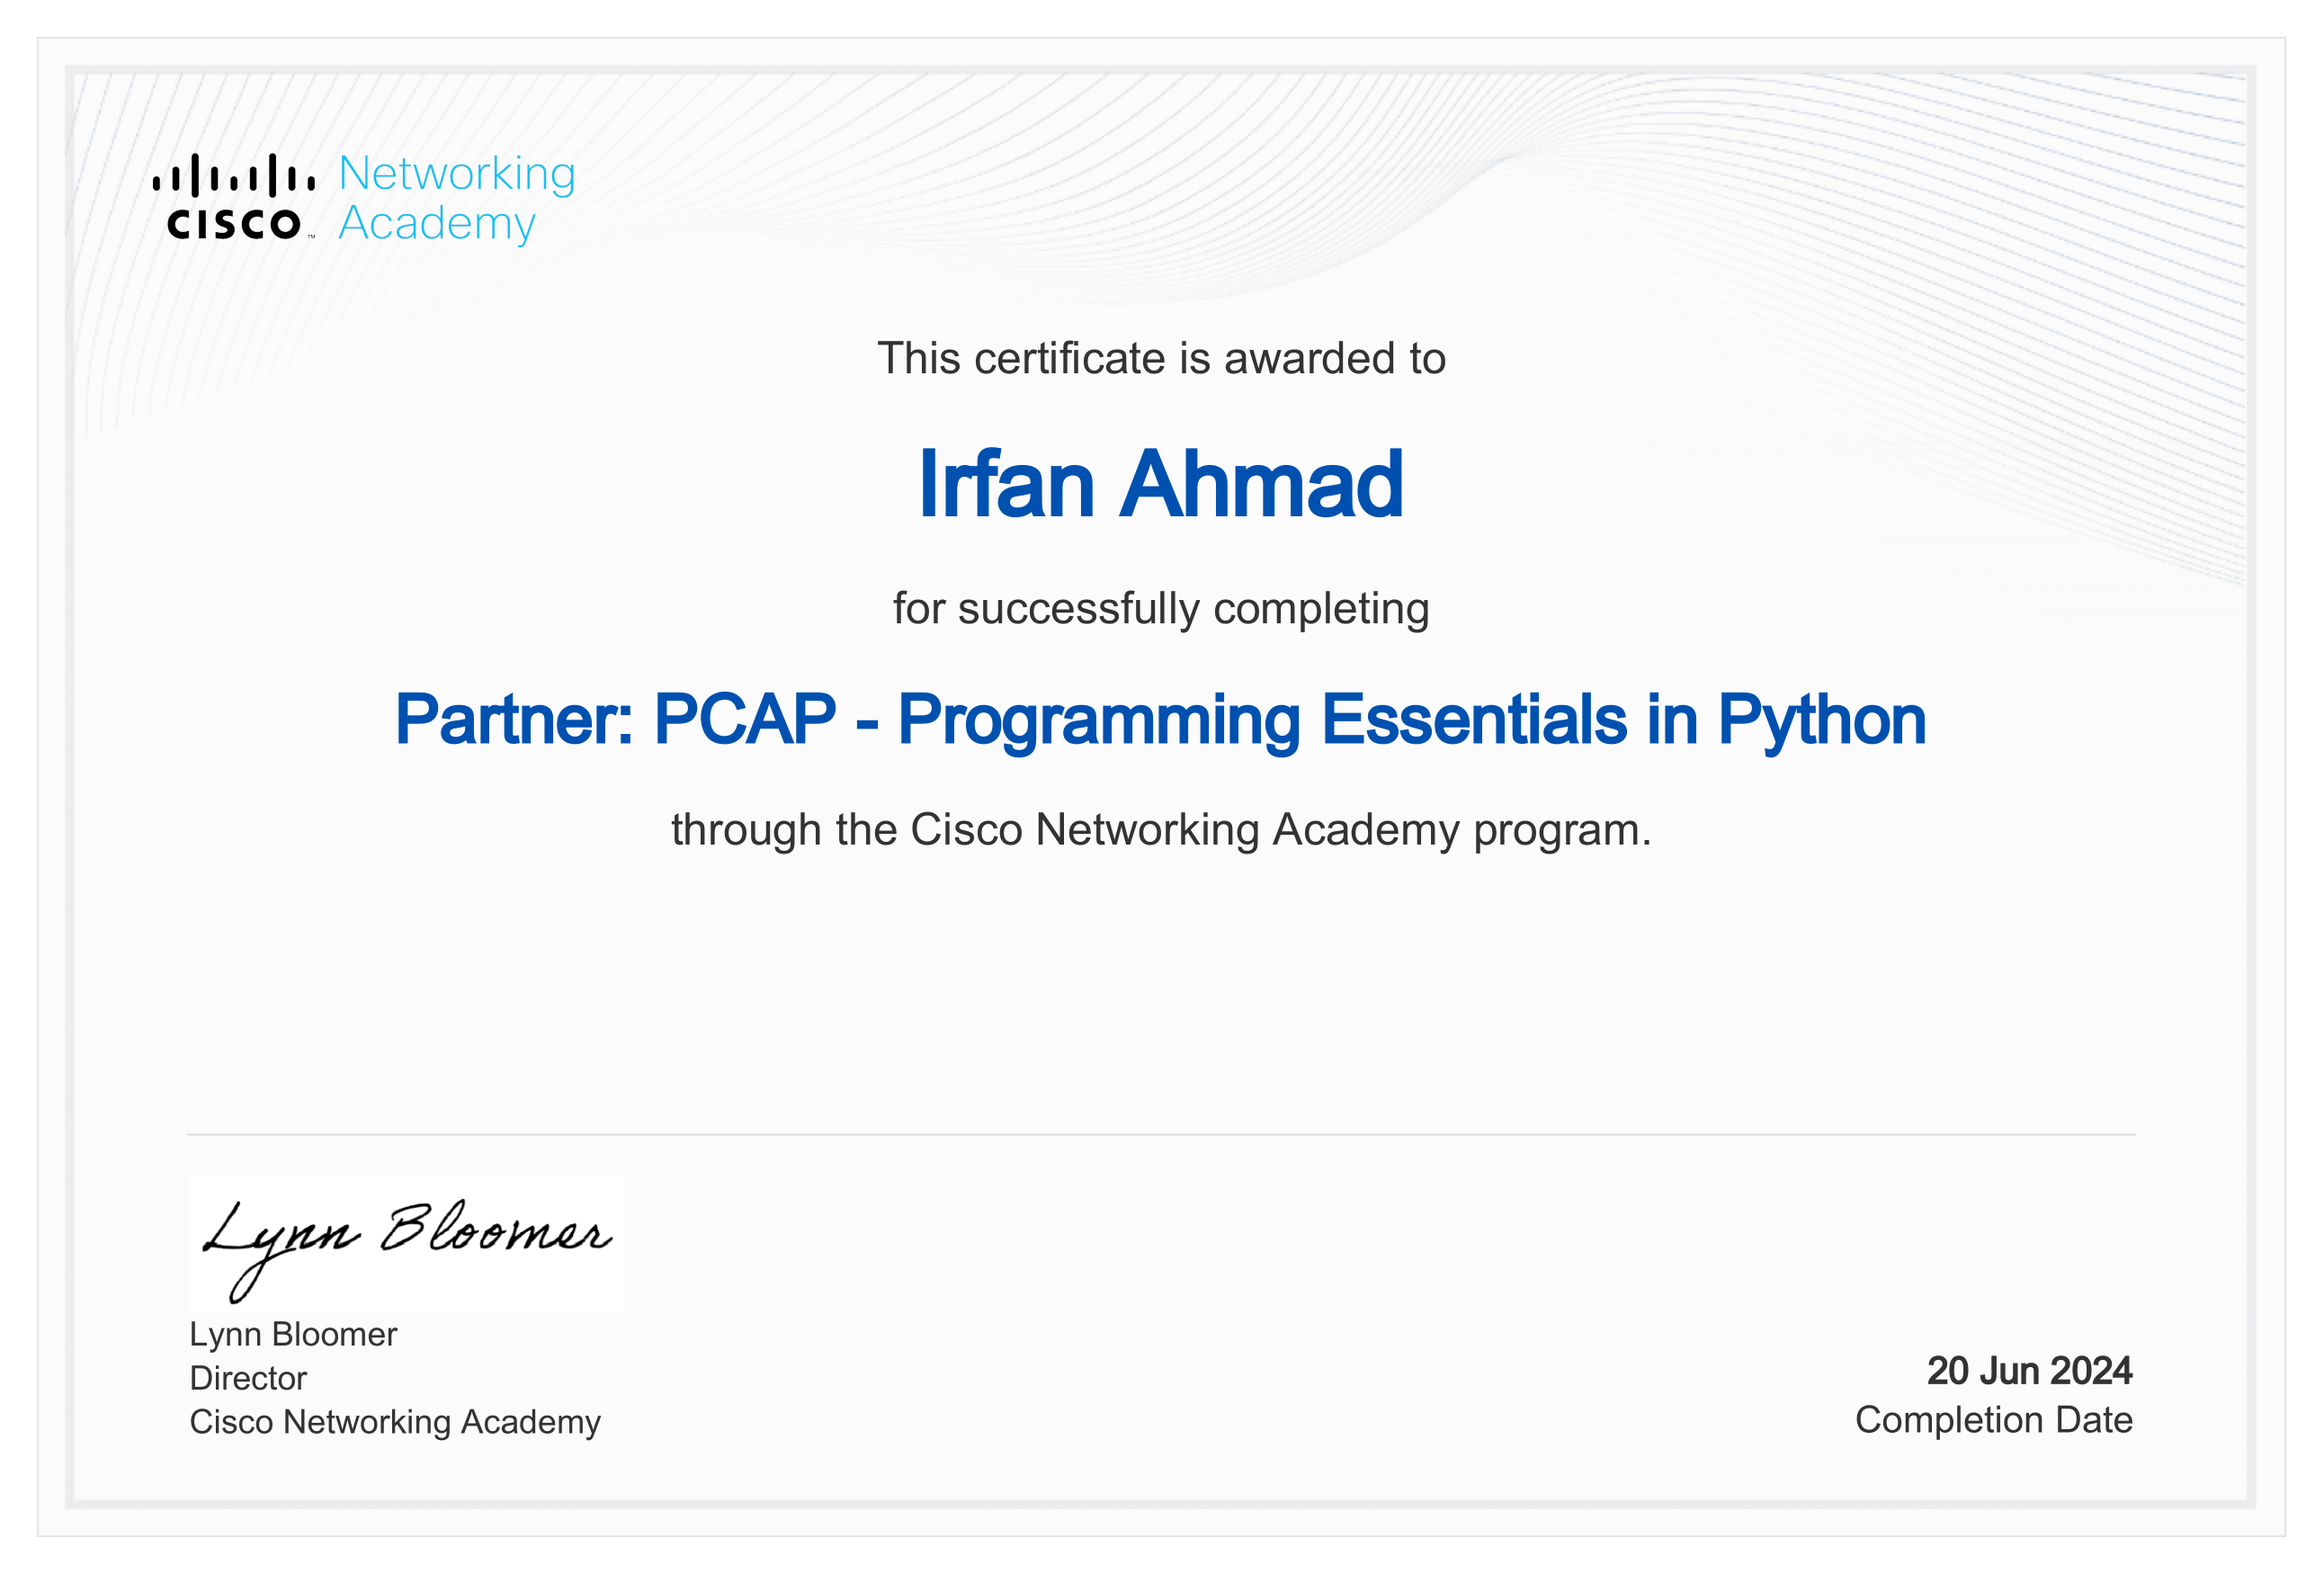 Networking
Academy
CISCO
TM
This certificate is awarded to
Irfan Ahmad
for successfully completing
Partner: PCAP - Programming Essentials in Python
through the Cisco Networking Academy program.
Lynn Bloomer
Lynn Bloomer
Director
Cisco Networking Academy
20 Jun 2024
Completion Date